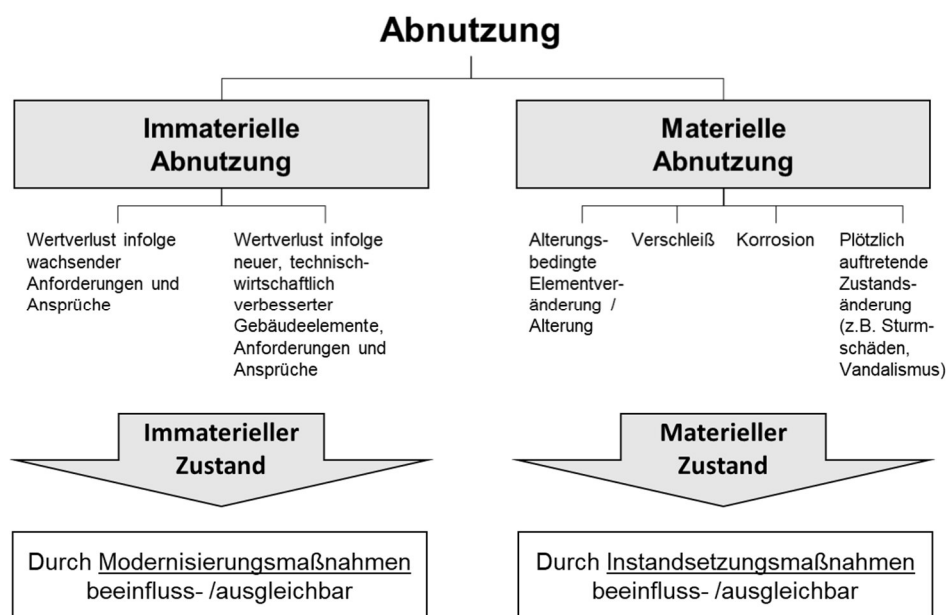 Abnutzung
Immaterielle
Abnutzung
Wertverlust infolge
wachsender
Anforderungen und
Ansprüche
Wertverlust infolge
neuer, technisch-
wirtschaftlich
verbesserter
Gebäudeelemente,
Anforderungen und
Ansprüche
Immaterieller
Zustand
Durch Modernisierungsmaßnahmen
beeinfluss- /ausgleichbar
Materielle
Abnutzung
Alterungs-
bedingte
Elementver-
änderung /
Alterung
Verschleiß
Korrosion
Plötzlich
auftretende
Zustands-
änderung
(z.B. Sturm-
schäden,
Vandalismus)
Materieller
Zustand
Durch Instandsetzungsmaßnahmen
beeinfluss- /ausgleichbar